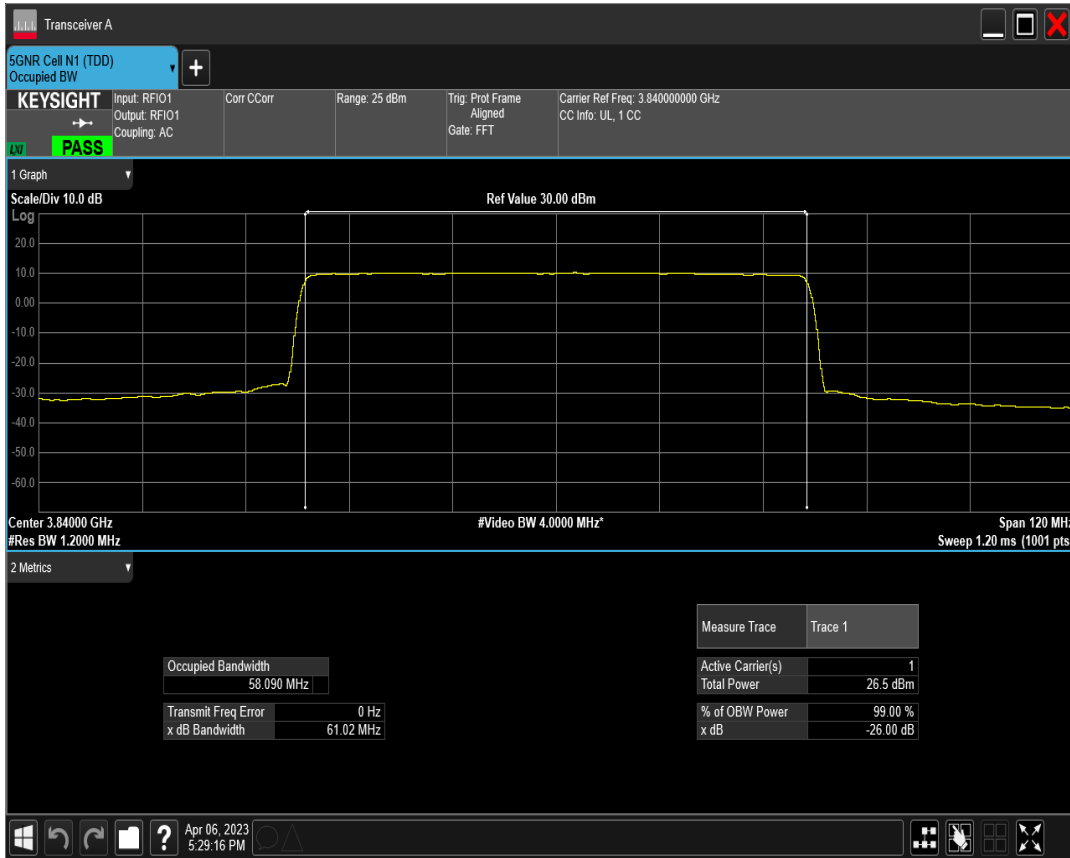 Transceiver A
5GNR Cell N1 (TDD)
Occupied BW
KEYSIGHT
LXI
PASS
Input: RFIO1
Output: RFIO1
Coupling: AC
Corr CCorr
Range: 25 dBm
Trig: Prot Frame
Aligned
Gate: FFT
Carrier Ref Freq: 3.840000000 GHz
CC Info: UL, 1 CC
1 Graph
Scale/Div 10.0 dB
Ref Value 30.00 dBm
Log
20.0
10.0
0.00
-10.0
-20.0
-30.0
-40.0
-50.0
-60.0
Center 3.84000 GHz
#Video BW 4.0000 MHz*
Span 120 MHz
#Res BW 1.2000 MHz
Sweep 1.20 ms (1001 pts
2 Metrics
Measure Trace Trace 1
Occupied Bandwidth
58.090 MHz
Active Carrier(s) 1
Total Power 26.5 dBm
Transmit Freq Error 0 Hz
x dB Bandwidth 61.02 MHz
% of OBW Power 99.00 %
x dB -26.00 dB
?
Apr 06, 2023
5:29:16 PM